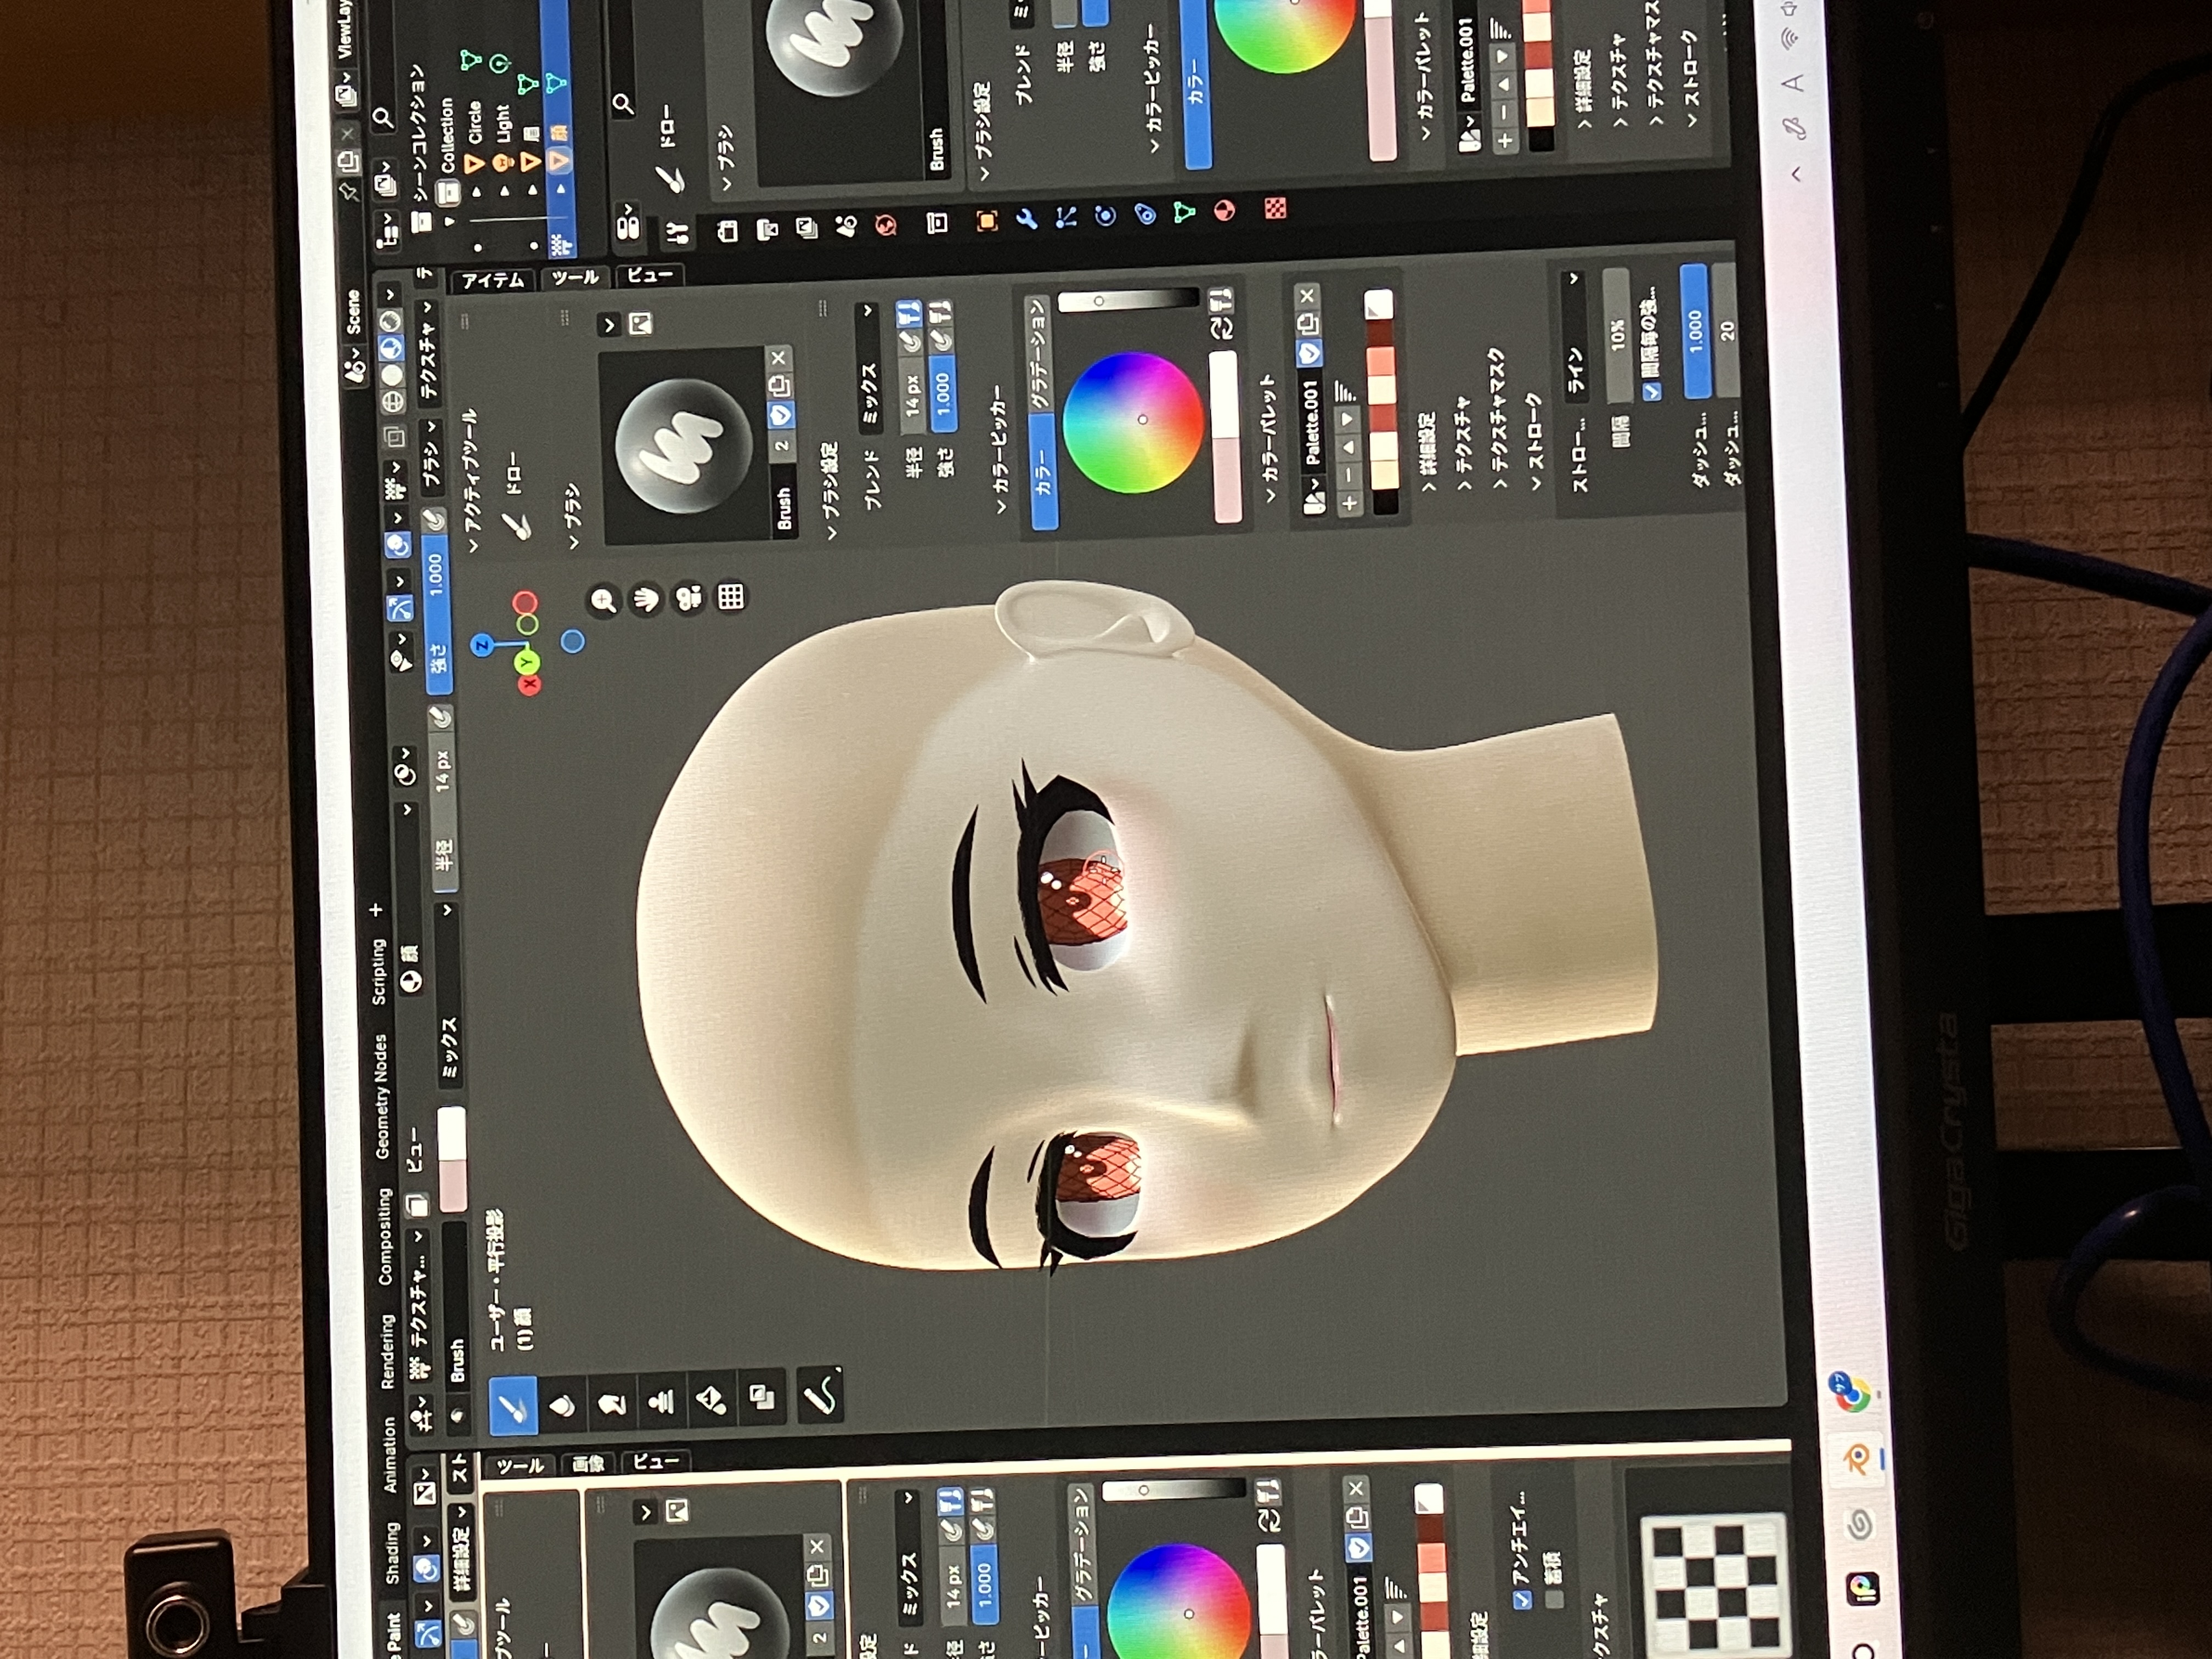 Scene
ViewLay
e Paint
Shading
Animation
Rendering
Compositing
Geometry Nodes
Scripting
+
テクスチャ...
ビュー
顔
詳細設定
スト
Brush
ミックス
半径
14 px
強さ
1.000
ブラシ
テクスチャ
テ
シーンコレクション
Collection
Circle
Light
眉
顔
ユーザー・平行投影
(1) 顔
Z
X
Y
アクティブツール
ドロー
ブラシ
Brush
2
ブラシ設定
ブレンド
ミックス
半径
14 px
強さ
1.000
カラーピッカー
カラー
グラデーション
カラーパレット
Palette.001
詳細設定
テクスチャ
テクスチャマスク
ストローク
ストロー...
ライン
間隔
10%
間隔毎の強...
ダッシュ...
1.000
ダッシュ...
20
アイテム
ツール
ビュー
ブツール
ー
ツール
画像
ビュー
2
定
ド
ミックス
半径
14 px
さ
1.000
ーピッカー
ー
グラデーション
ラーパレット
Palette.001
細設定
アンチエイ...
蓄積
クスチャ
ドロー
ブラシ
Brush
ブラシ設定
ブレンド
ミ
半径
強さ
カラーピッカー
カラー
カラーパレット
Palette.001
詳細設定
テクスチャ
テクスチャマス
ストローク
iP
サブ
A
GigaCrysta